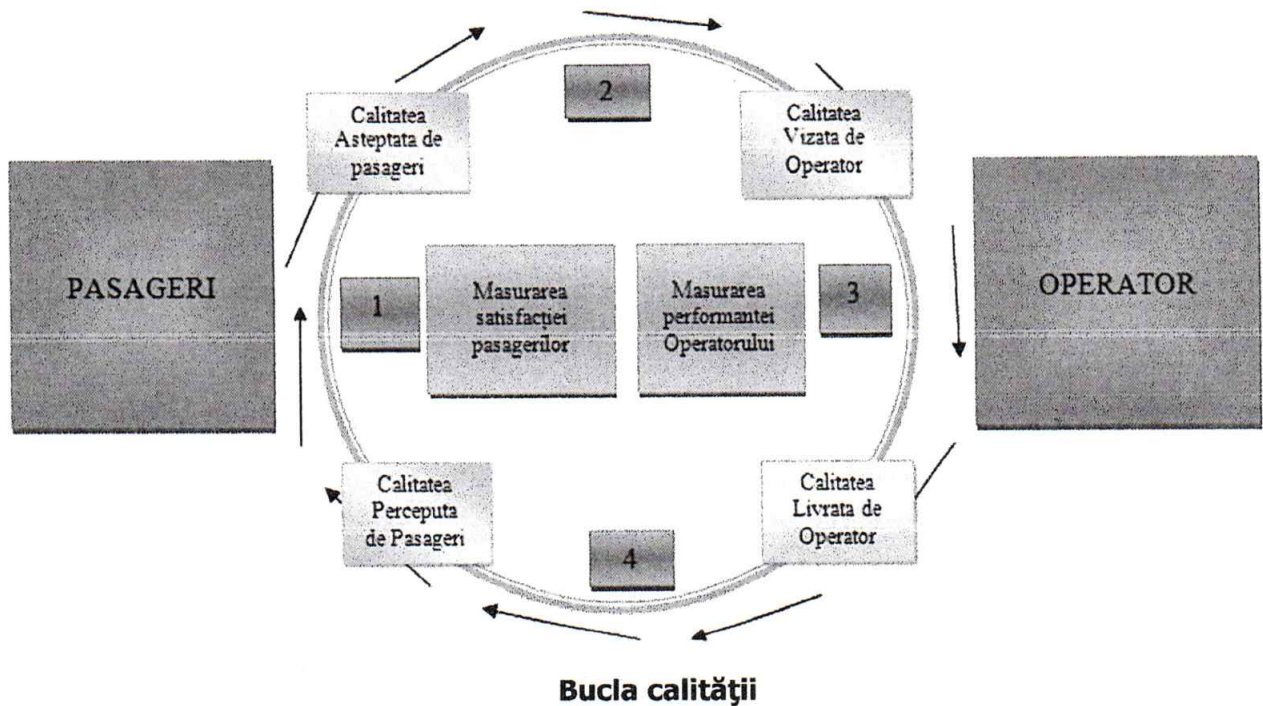 2
Calitatea
Asteptata de
pasageri
Calitatea
Vizata de
Operator
PASAGERI
1
Masurarea
satisfacției
pasagerilor
Masurarea
performantei
Operatorului
3
OPERATOR
Calitatea
Perceputa
de Pasageri
4
Calitatea
Livrata de
Operator
Bucla calităţii